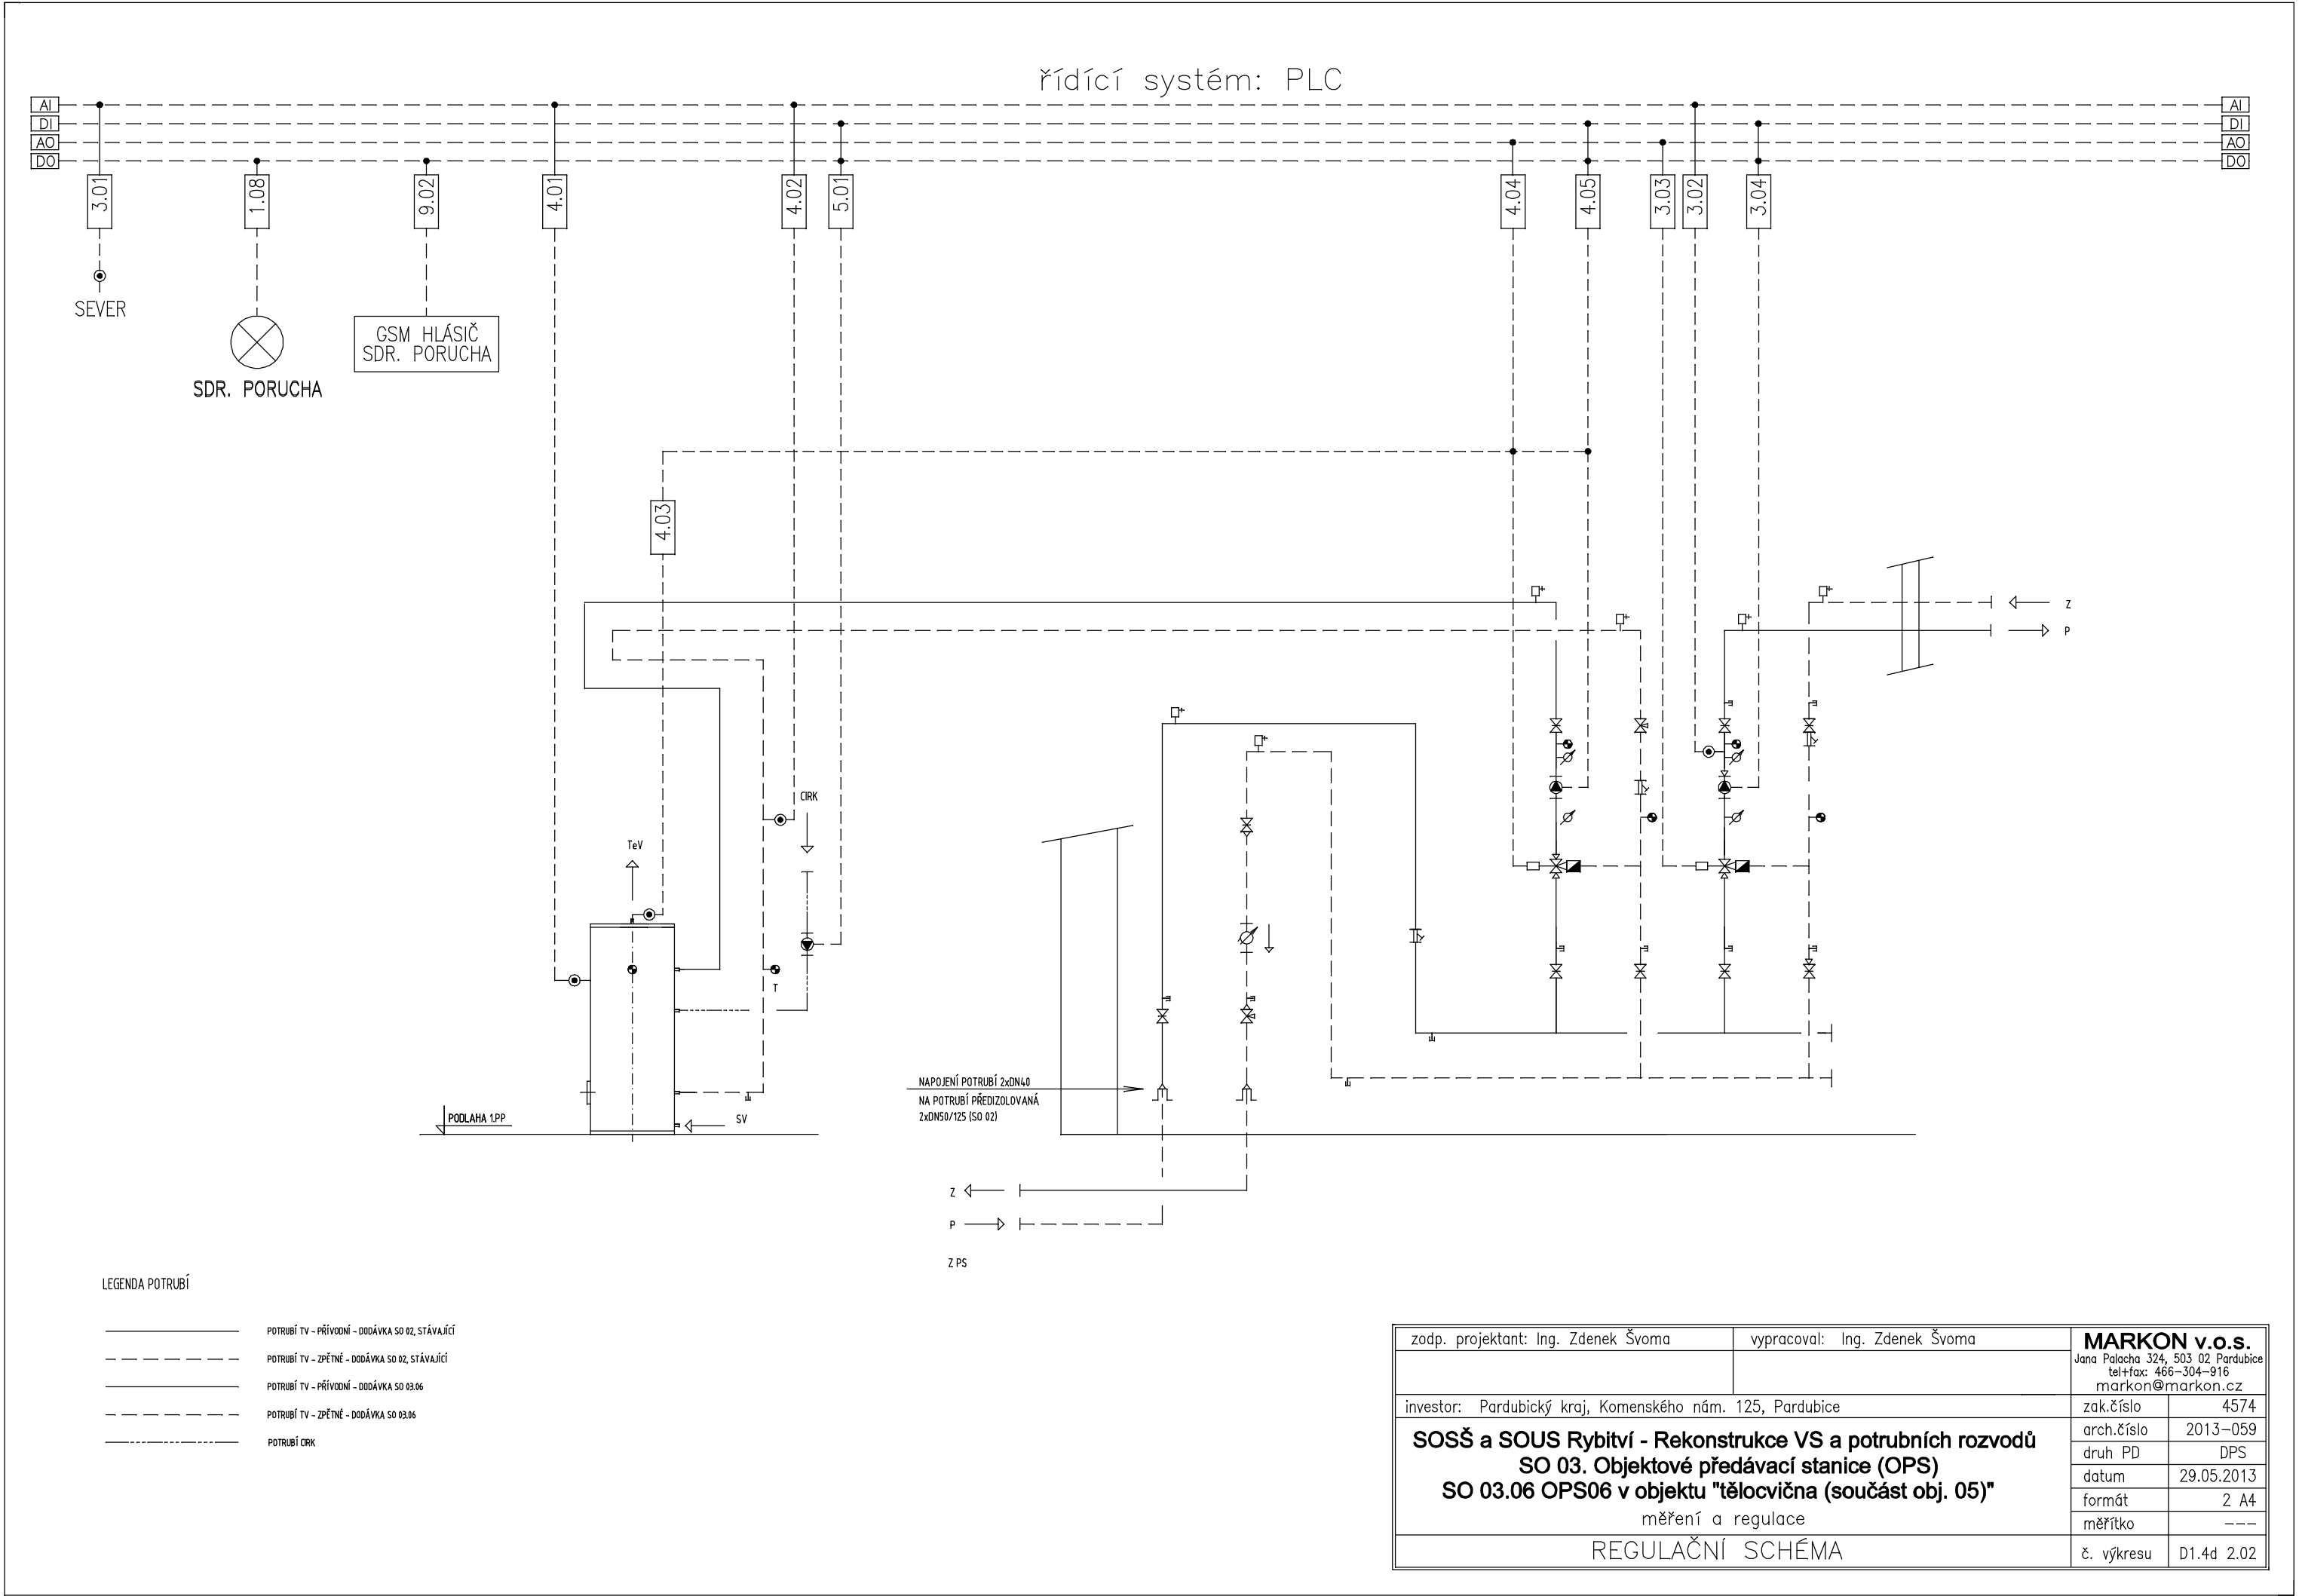 řídící systém: PLC
AI
AI
DI
DI
AO
AO
DO
DO
3.01
1.08
9.02
4.01
4.02
5.01
4.04
4.05
3.03
3.02
3.04
SEVER
GSM HLÁSIČ
SDR. PORUCHA
SDR. PORUCHA
4.03
Z
P
CIRK
TeV
T
NAPOJENÍ POTRUBÍ 2xDN40
NA POTRUBÍ PŘEDIZOLOVANÁ
2xDN50/125 (SO 02)
PODLAHA 1.PP
SV
Z
P
Z PS
LEGENDA POTRUBÍ
POTRUBÍ TV - PŘÍVODNÍ - DODÁVKA SO 02, STÁVAJÍCÍ
POTRUBÍ TV - ZPĚTNÉ - DODÁVKA SO 02, STÁVAJÍCÍ
POTRUBÍ TV - PŘÍVODNÍ - DODÁVKA SO 03.06
POTRUBÍ TV - ZPĚTNÉ - DODÁVKA SO 03.06
POTRUBÍ CIRK
zodp. projektant: Ing. Zdenek Švoma
vypracoval: Ing. Zdenek Švoma
MARKON v.o.s.
Jana Palacha 324, 503 02 Pardubice
tel+fax: 466-304-916
markon@markon.cz
investor: Pardubický kraj, Komenského nám. 125, Pardubice
zak.číslo 4574
arch.číslo 2013-059
druh PD DPS
datum 29.05.2013
formát 2 A4
měřítko ---
č. výkresu D1.4d 2.02
SOSŠ a SOUS Rybitví - Rekonstrukce VS a potrubních rozvodů
SO 03. Objektové předávací stanice (OPS)
SO 03.06 OPS06 v objektu "tělocvična (součást obj. 05)"
měření a regulace
REGULAČNÍ SCHÉMA